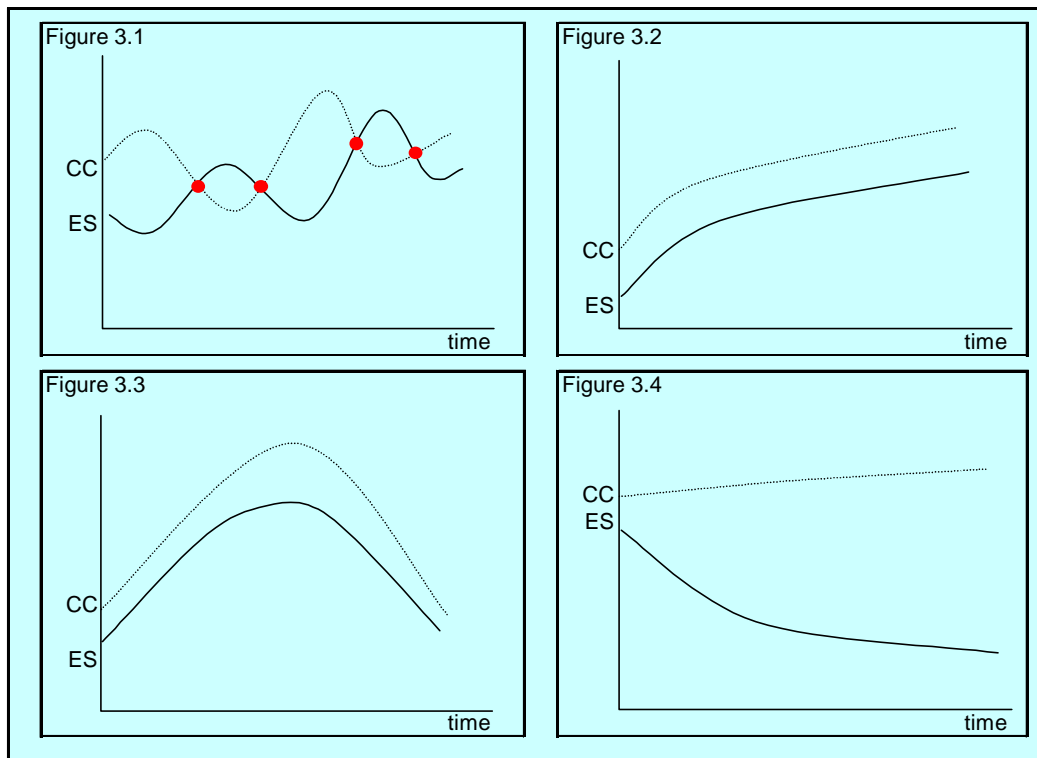 Figure 3.1
CC
ES
time
Figure 3.2
CC
ES
time
Figure 3.3
CC
ES
time
Figure 3.4
CC
ES
time